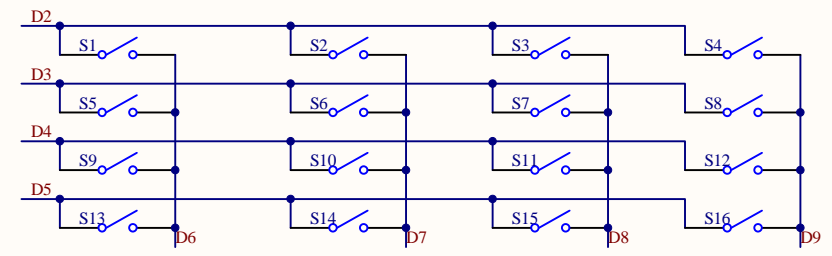 D2
S1 S2 S3 S4
D3
S5 S6 S7 S8
D4
S9 S10 S11 S12
D5
S13 S14 S15 S16
D6 D7 D8 D9